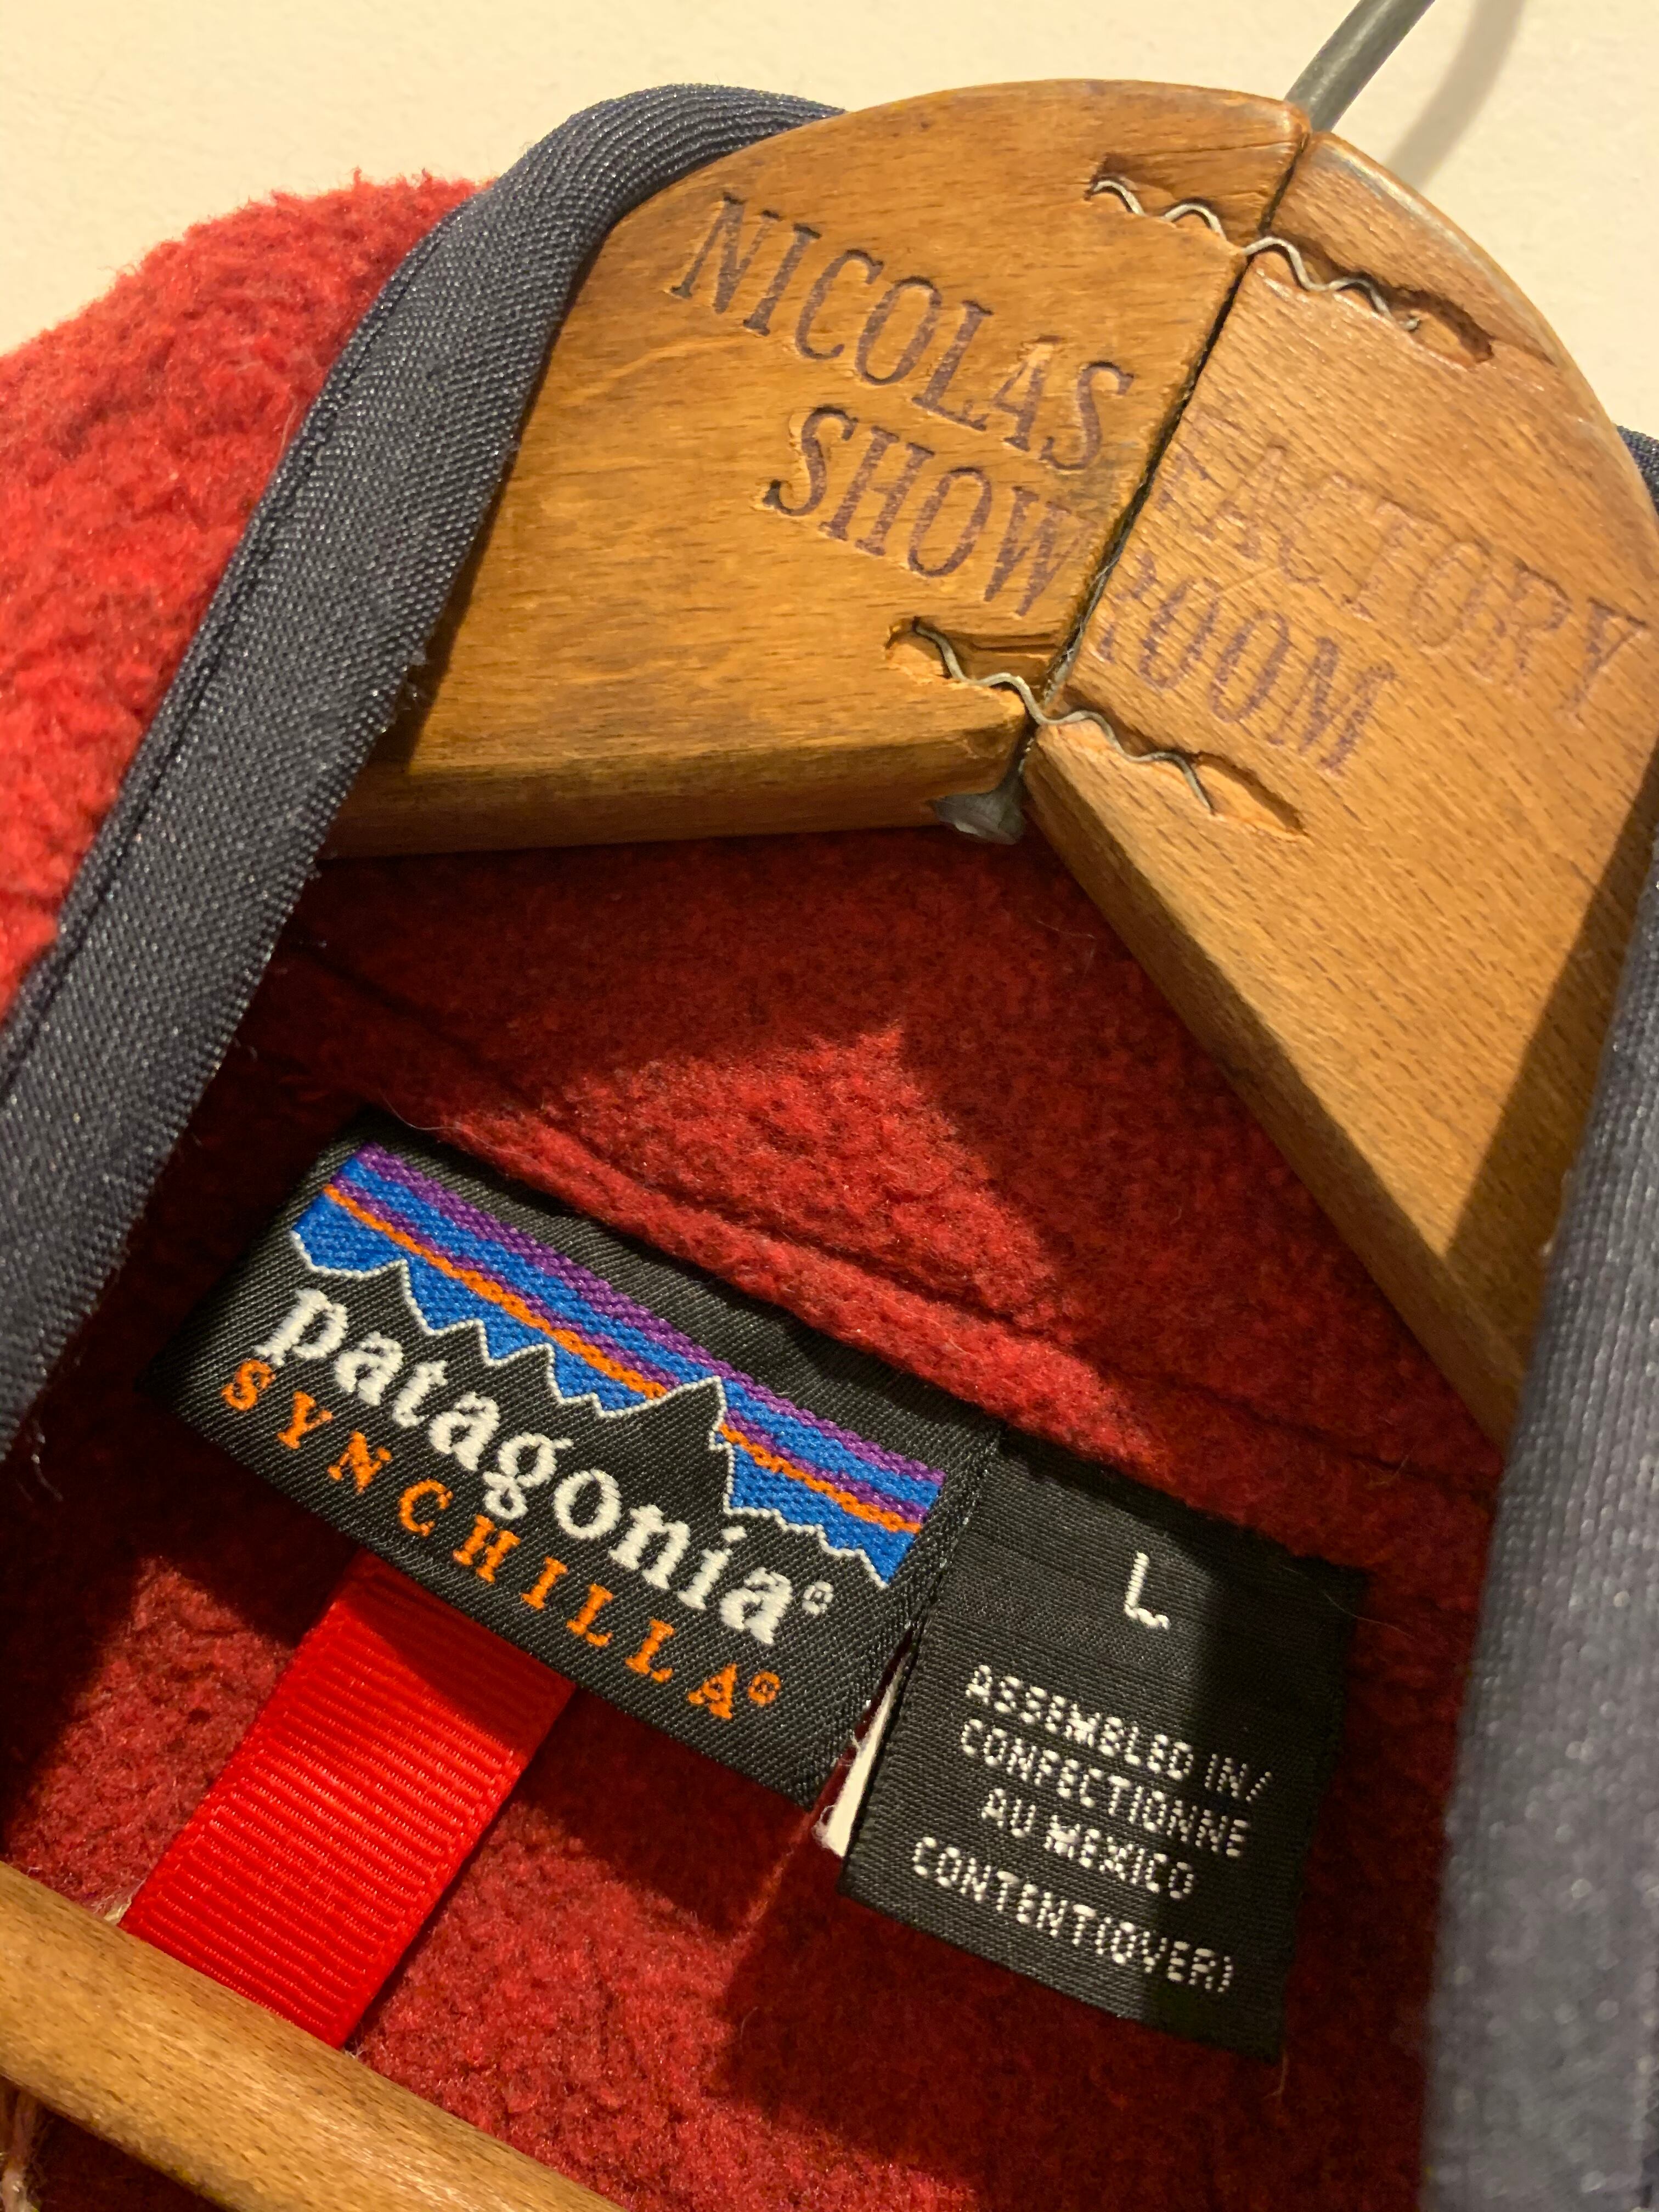 NICOLAS FACTORY
SHOW ROOM
patagonia®
SYNCHILLA®
L
ASSEMBLED IN/
CONFECTIONNE
AU MEXICO
CONTENT(OVER)